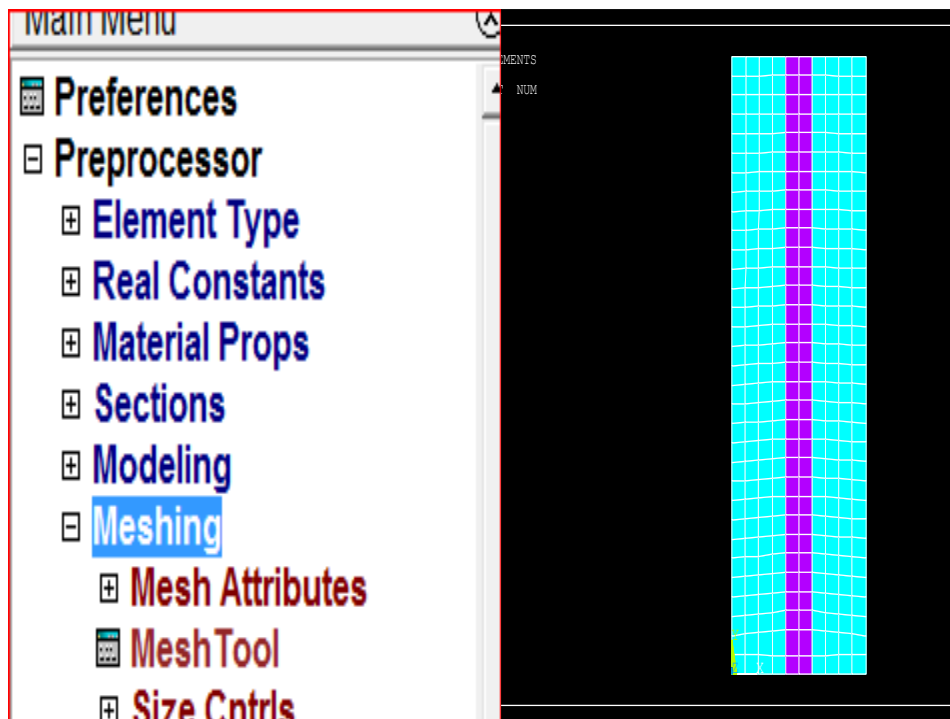 Main Menu
Preferences
Preprocessor
Element Type
Real Constants
Material Props
Sections
Modeling
Meshing
Mesh Attributes
MeshTool
Size Cntrls
MENTS
NUM
X